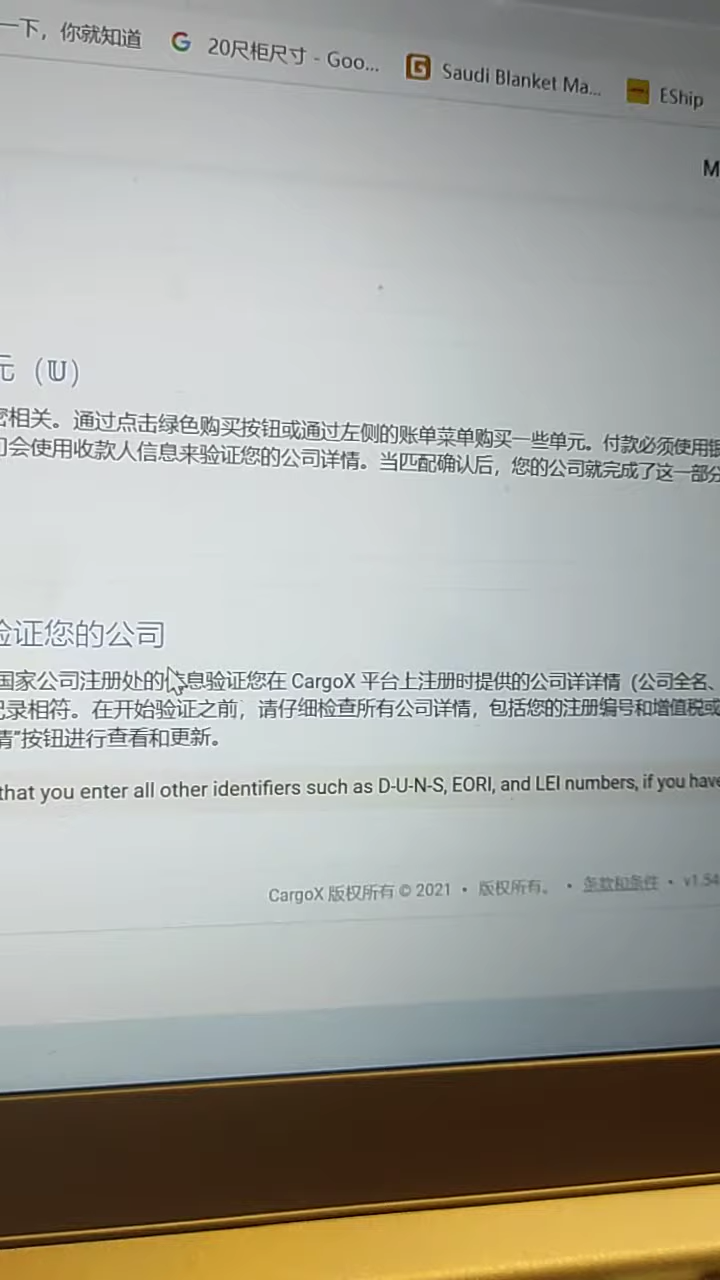 一下，你就知道 20尺柜尺寸 - Goo... Saudi Blanket Ma... EShip
M
元（U）
密相关。通过点击绿色购买按钮或通过左侧的账单菜单购买一些单元。付款必须使用银
司会使用收款人信息来验证您的公司详情。当匹配确认后，您的公司就完成了这一部分
验证您的公司
国家公司注册处的信息验证您在 CargoX 平台上注册时提供的公司详详情（公司全名、
记录相符。在开始验证之前，请仔细检查所有公司详情，包括您的注册编号和增值税或
情”按钮进行查看和更新。
that you enter all other identifiers such as D-U-N-S, EORI, and LEI numbers, if you have
CargoX 版权所有 © 2021 • 版权所有。 • 条款和条件 • v1.54